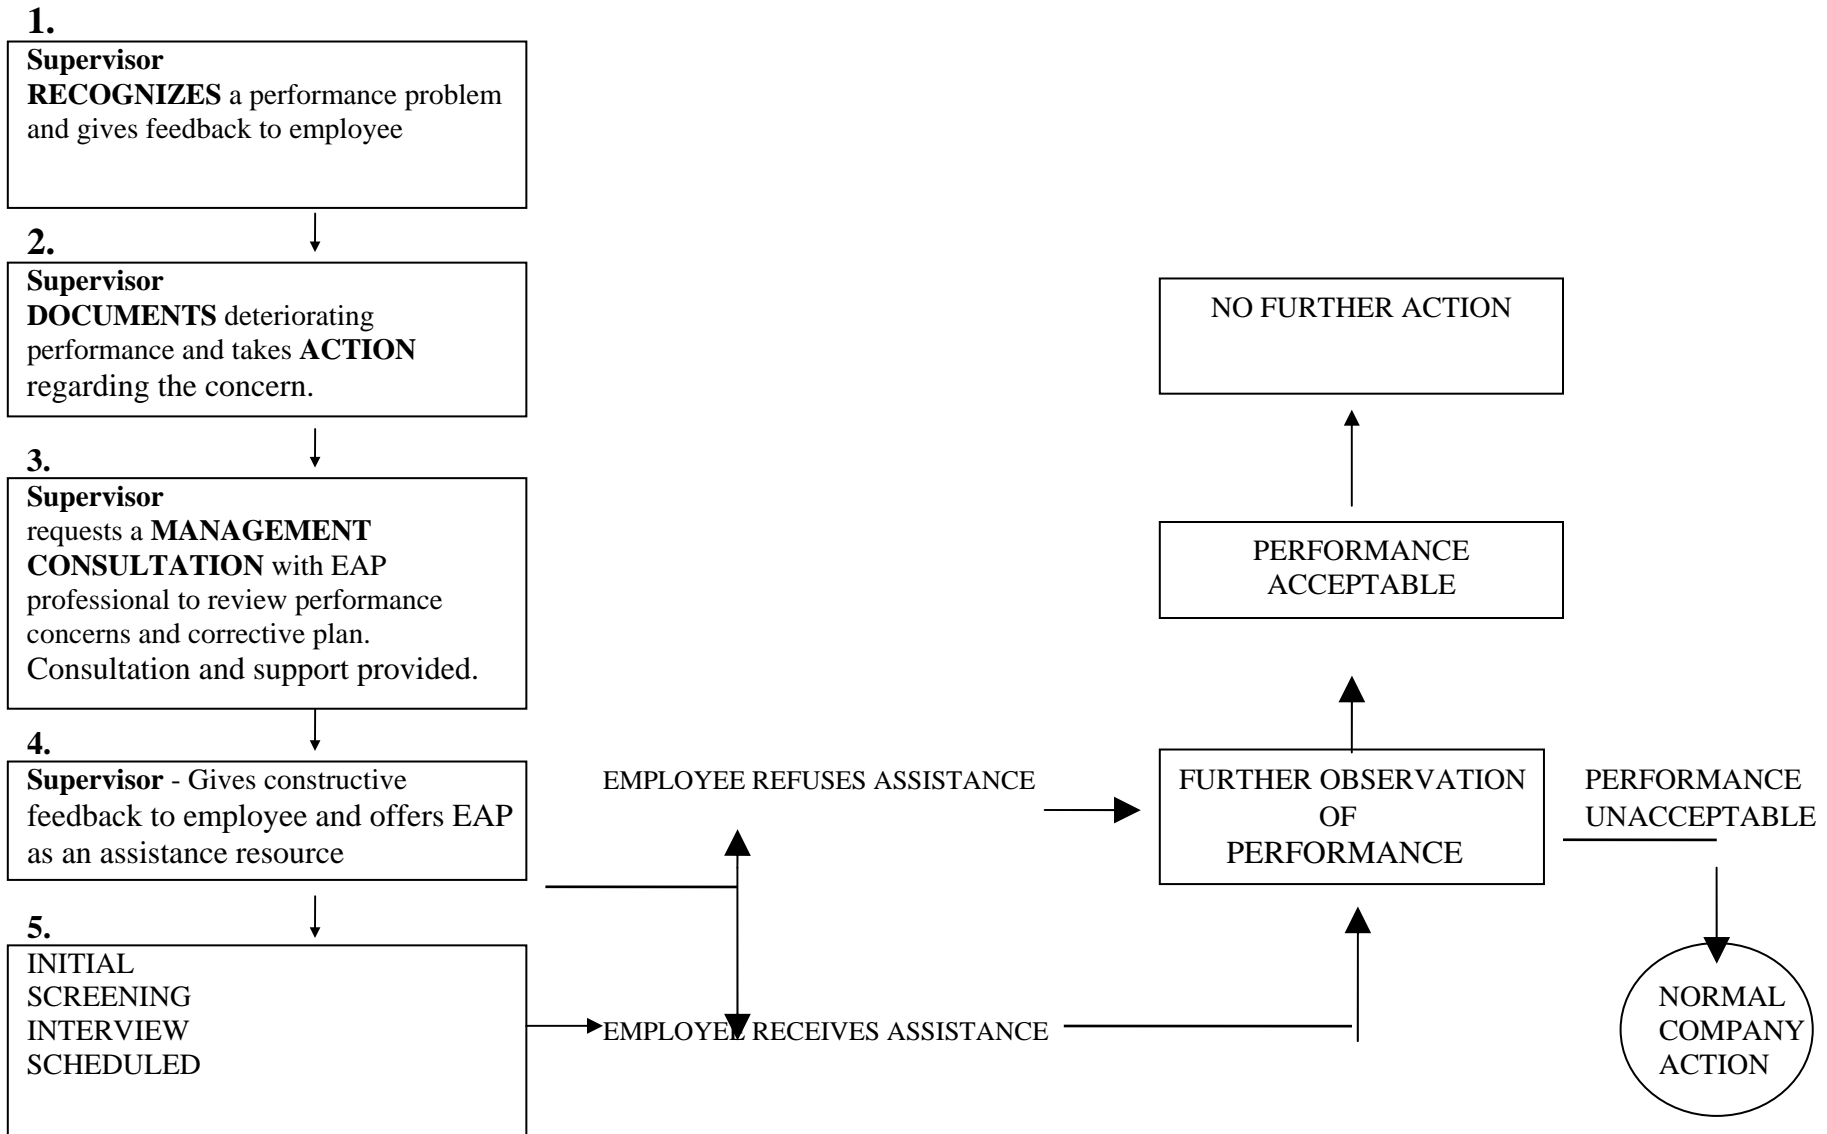 1.
Supervisor
RECOGNIZES a performance problem
and gives feedback to employee
2.
Supervisor
DOCUMENTS deteriorating
performance and takes ACTION
regarding the concern.
3.
Supervisor
requests a MANAGEMENT
CONSULTATION with EAP
professional to review performance
concerns and corrective plan.
Consultation and support provided.
4.
Supervisor - Gives constructive
feedback to employee and offers EAP
as an assistance resource
5.
INITIAL
SCREENING
INTERVIEW
SCHEDULED
EMPLOYEE REFUSES ASSISTANCE
EMPLOYEE RECEIVES ASSISTANCE
NO FURTHER ACTION
PERFORMANCE
ACCEPTABLE
FURTHER OBSERVATION
OF
PERFORMANCE
PERFORMANCE
UNACCEPTABLE
NORMAL
COMPANY
ACTION